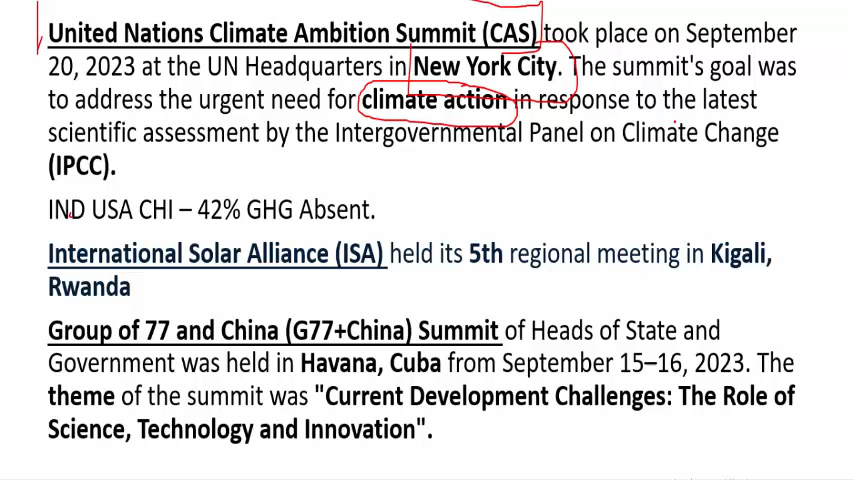 United Nations Climate Ambition Summit (CAS) took place on September
20, 2023 at the UN Headquarters in New York City. The summit's goal was
to address the urgent need for climate action in response to the latest
scientific assessment by the Intergovernmental Panel on Climate Change
(IPCC).
IND USA CHI – 42% GHG Absent.
International Solar Alliance (ISA) held its 5th regional meeting in Kigali,
Rwanda
Group of 77 and China (G77+China) Summit of Heads of State and
Government was held in Havana, Cuba from September 15–16, 2023. The
theme of the summit was "Current Development Challenges: The Role of
Science, Technology and Innovation".